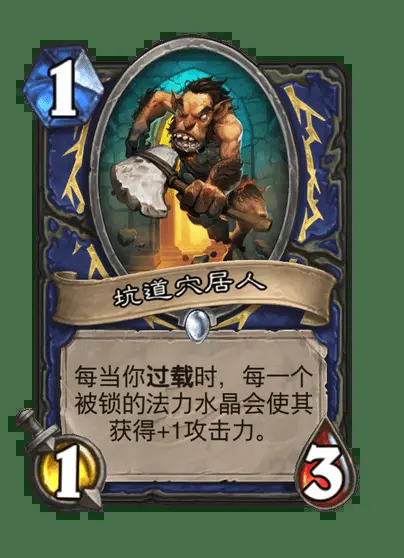 1
坑道穴居人
每当你过载时，每一个
被锁的法力水晶会使其
获得+1攻击力。
1
3